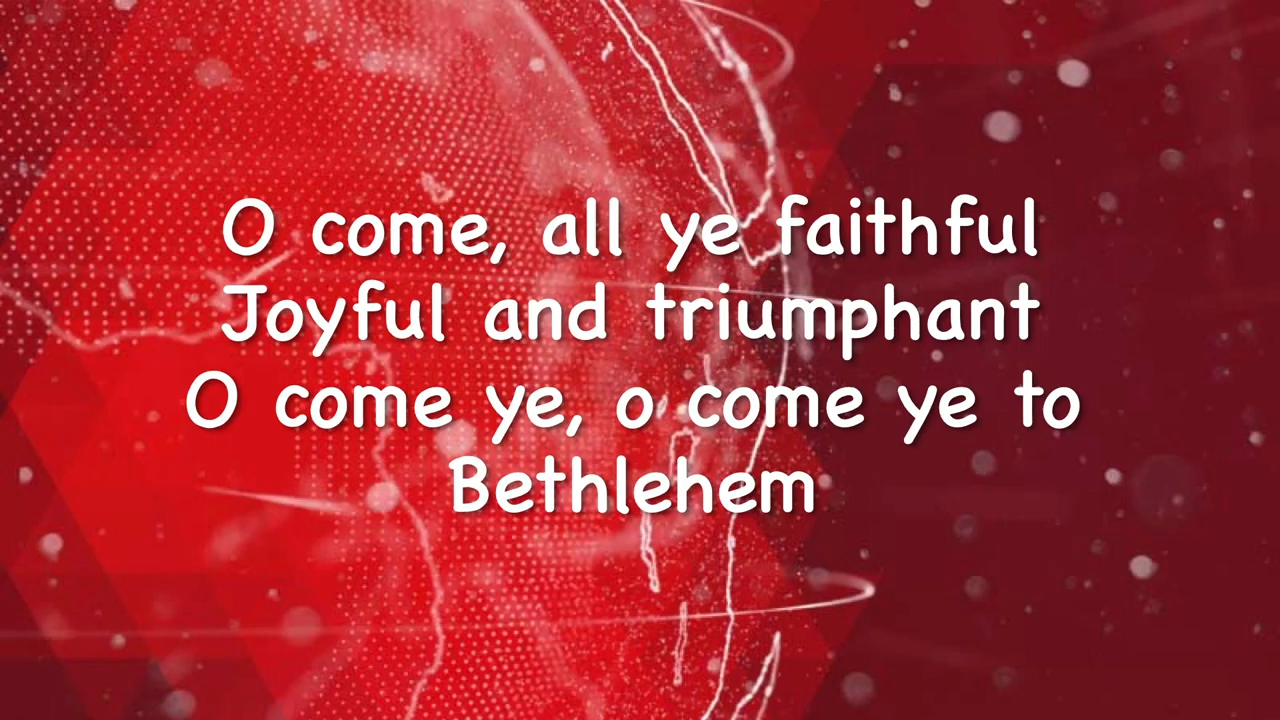 O come, all ye faithful
Joyful and triumphant
O come ye, o come ye to
Bethlehem